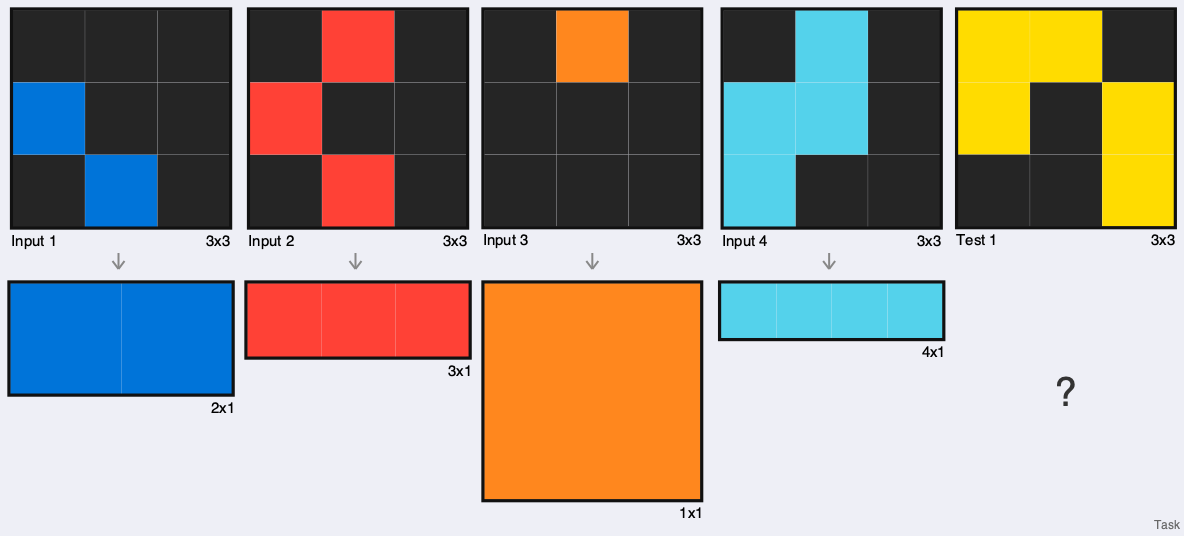 Input 1 3x3
Input 2 3x3
Input 3 3x3
Input 4 3x3
Test 1 3x3
2x1
3x1
1x1
4x1
?
Task